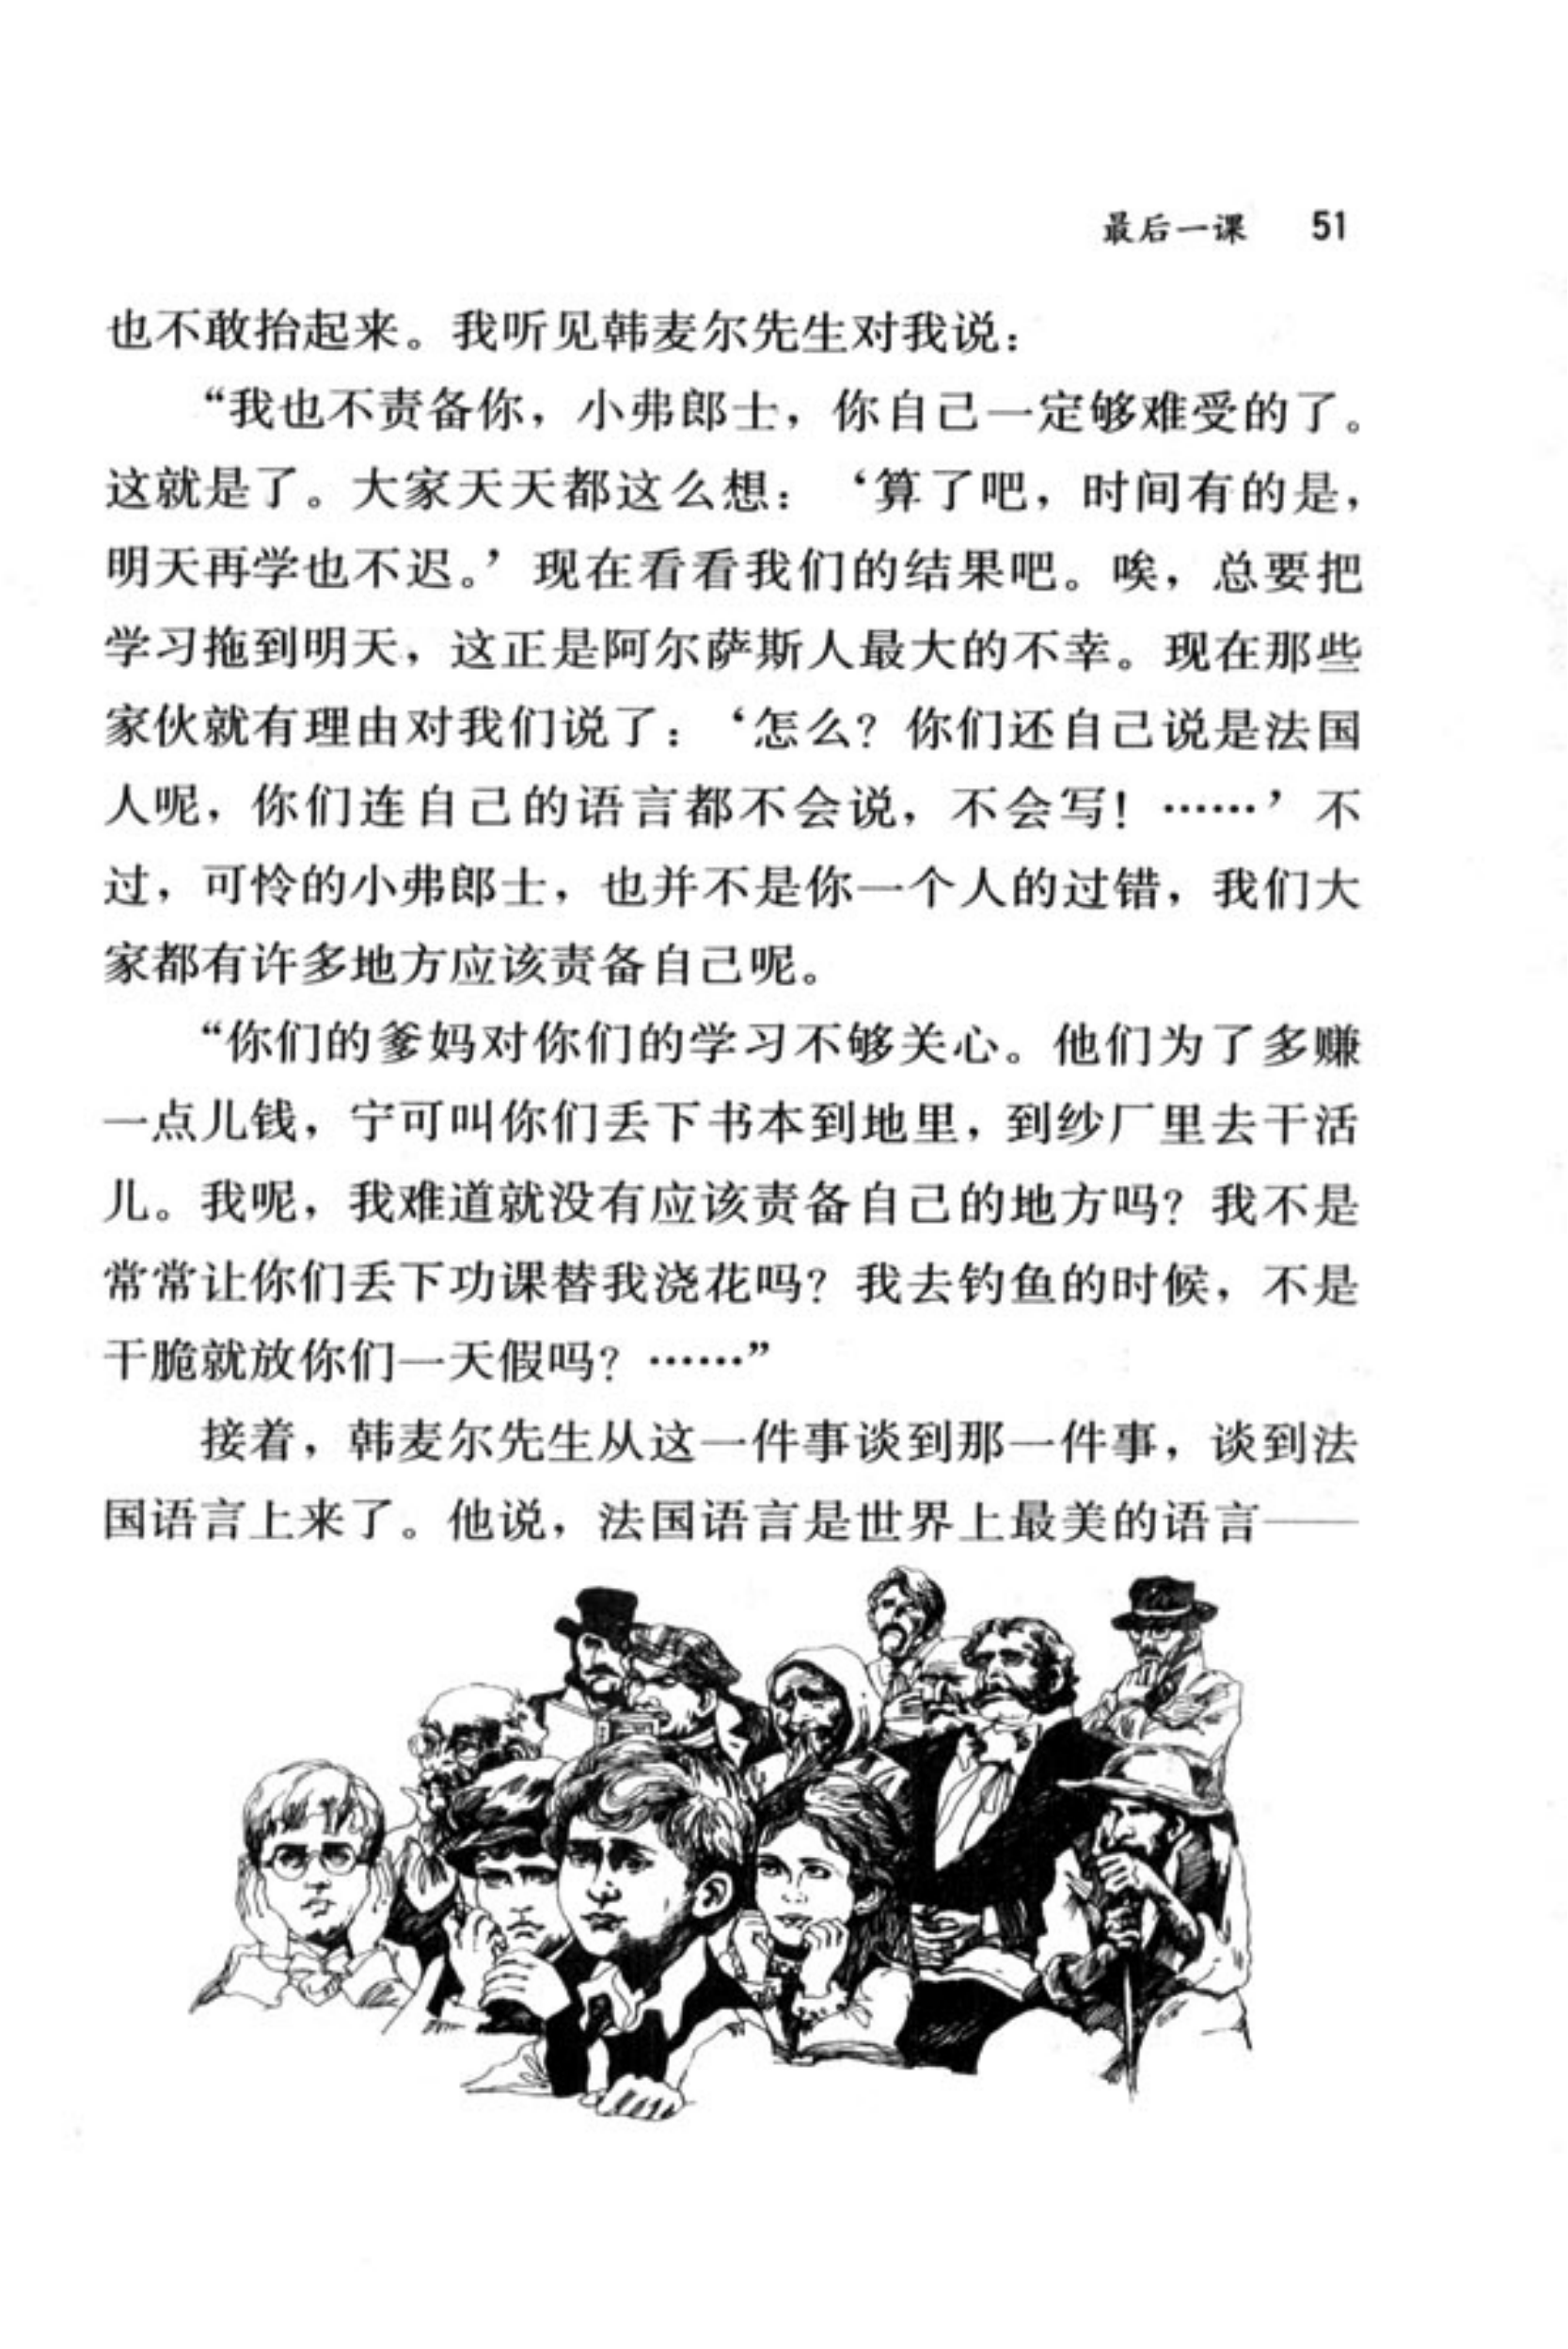 最后一课 51
也不敢抬起来。我听见韩麦尔先生对我说：
“我也不责备你，小弗郎士，你自己一定够难受的了。
这就是了。大家天天都这么想：‘算了吧，时间有的是，
明天再学也不迟。’现在看看我们的结果吧。唉，总要把
学习拖到明天，这正是阿尔萨斯人最大的不幸。现在那些
家伙就有理由对我们说了：‘怎么？你们还自己说是法国
人呢，你们连自己的语言都不会说，不会写！……’不
过，可怜的小弗郎士，也并不是你一个人的过错，我们大
家都有许多地方应该责备自己呢。
“你们的爹妈对你们的学习不够关心。他们为了多赚
一点儿钱，宁可叫你们丢下书本到地里，到纱厂里去干活
儿。我呢，我难道就没有应该责备自己的地方吗？我不是
常常让你们丢下功课替我浇花吗？我去钓鱼的时候，不是
干脆就放你们一天假吗？……”
接着，韩麦尔先生从这一件事谈到那一件事，谈到法
国语言上来了。他说，法国语言是世界上最美的语言——